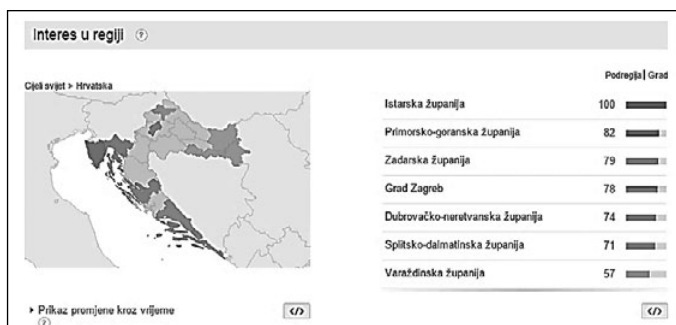 Interes u regiji ?
Podregija | Grad
Cijeli svijet > Hrvatska
Istarska županija 100
Primorsko-goranska županija 82
Zadarska županija 79
Grad Zagreb 78
Dubrovačko-neretvanska županija 74
Splitsko-dalmatinska županija 71
Varaždinska županija 57
Prikaz promjene kroz vrijeme </> </>
?